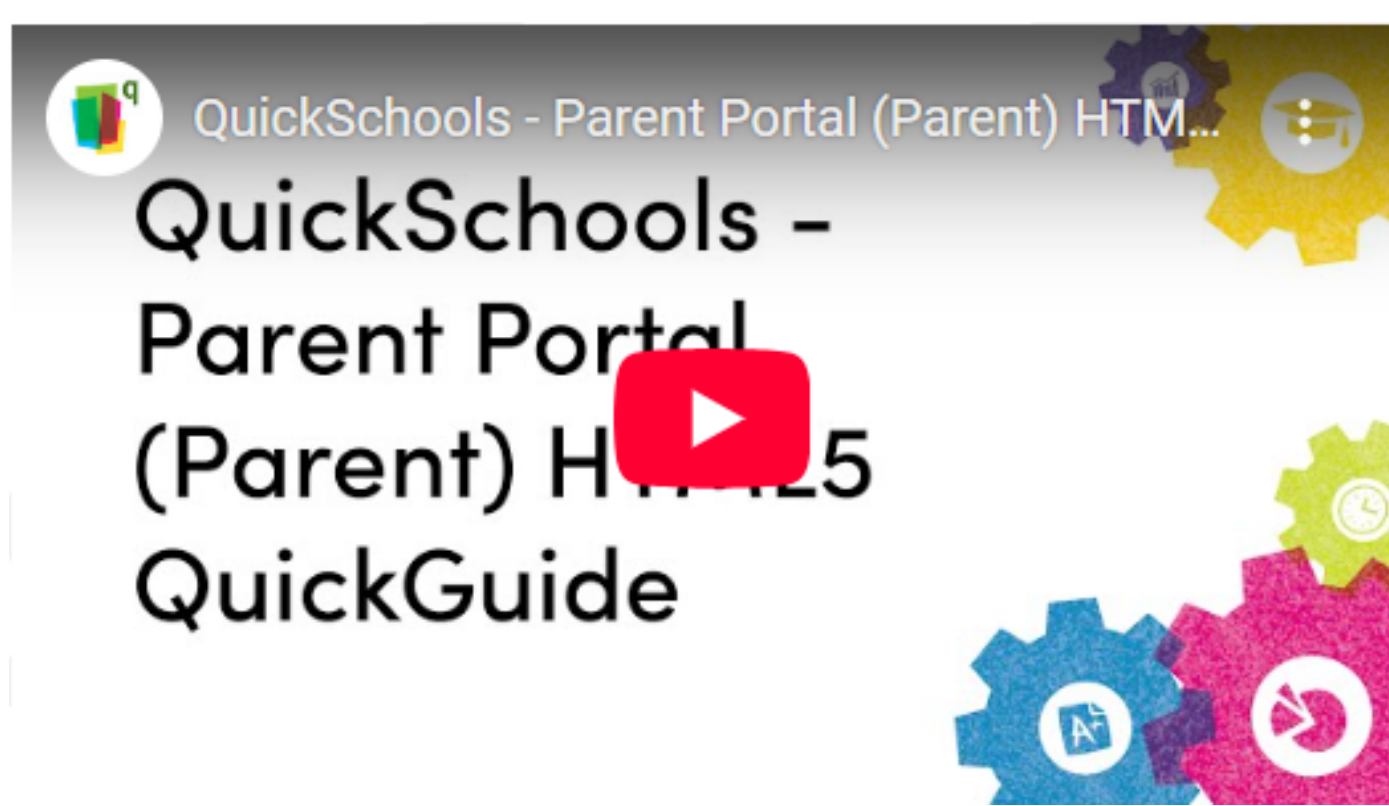 q
QuickSchools - Parent Portal (Parent) HTM...
QuickSchools -
Parent Portal
(Parent) HTML5
QuickGuide
A+